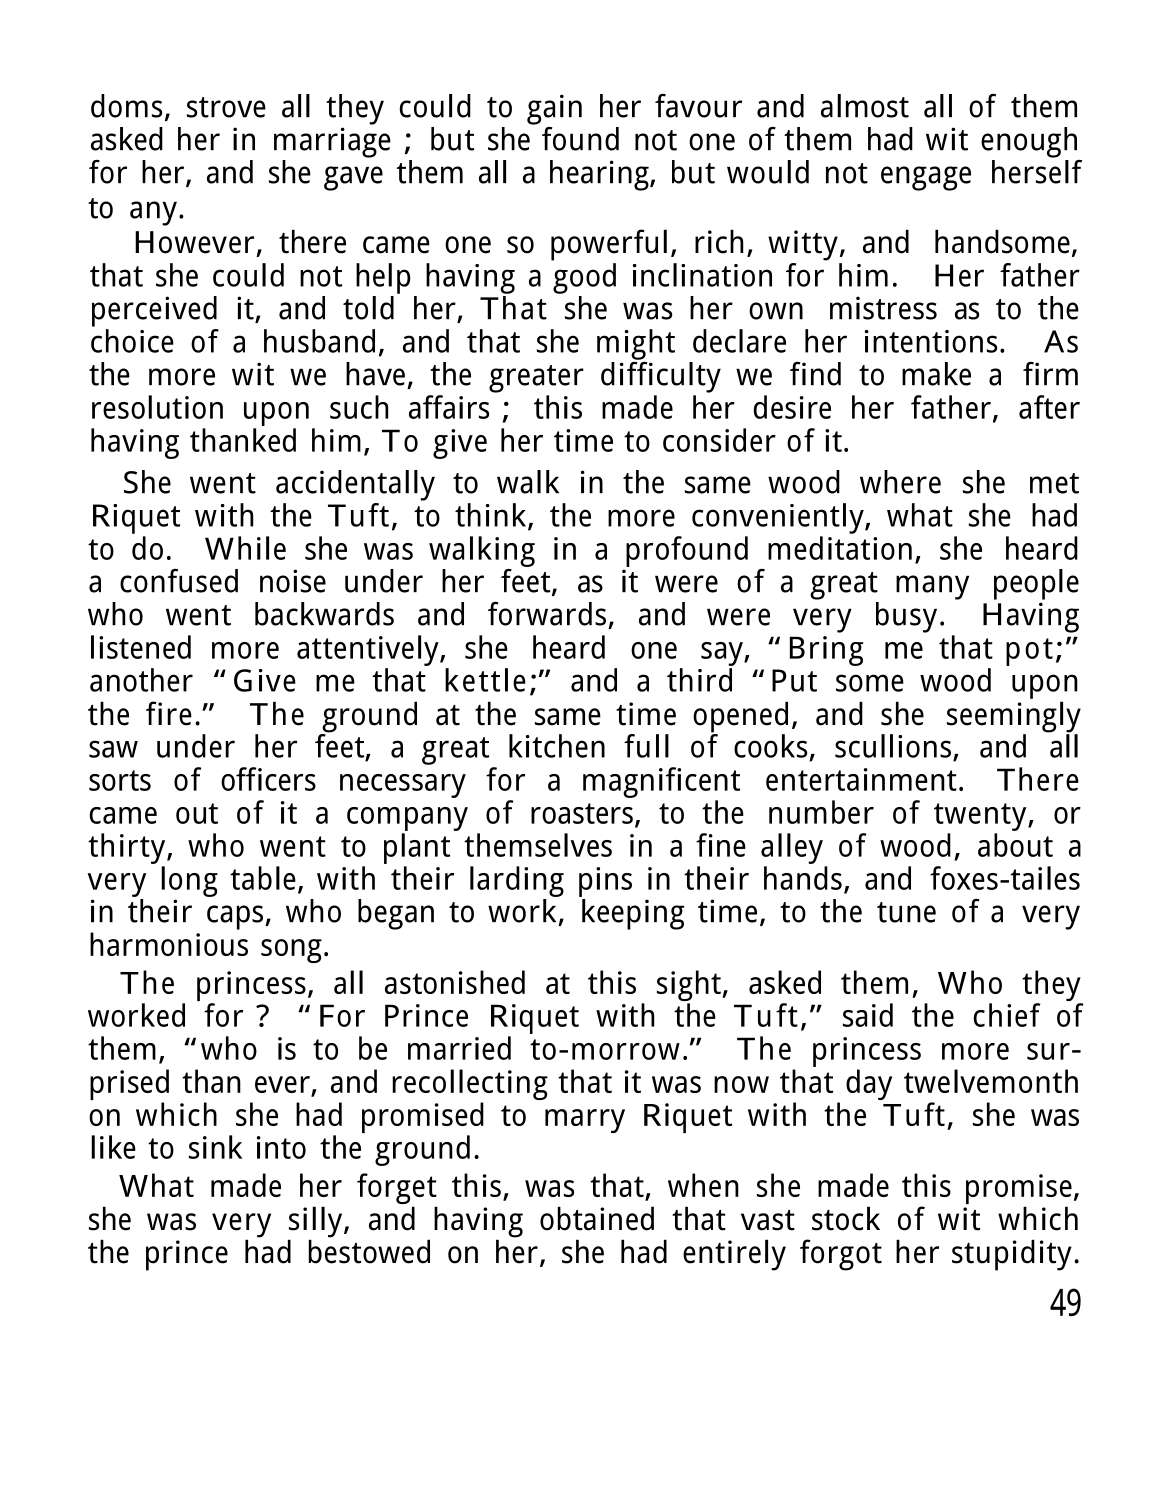 doms, strove all they could to gain her favour and almost all of them
asked her in marriage ; but she found not one of them had wit enough
for her, and she gave them all a hearing, but would not engage herself
to any.
However, there came one so powerful, rich, witty, and handsome,
that she could not help having a good inclination for him. Her father
perceived it, and told her, That she was her own mistress as to the
choice of a husband, and that she might declare her intentions. As
the more wit we have, the greater difficulty we find to make a firm
resolution upon such affairs ; this made her desire her father, after
having thanked him, To give her time to consider of it.
She went accidentally to walk in the same wood where she met
Riquet with the Tuft, to think, the more conveniently, what she had
to do. While she was walking in a profound meditation, she heard
a confused noise under her feet, as it were of a great many people
who went backwards and forwards, and were very busy. Having
listened more attentively, she heard one say, “Bring me that pot;”
another “Give me that kettle;” and a third “Put some wood upon
the fire.” The ground at the same time opened, and she seemingly
saw under her feet, a great kitchen full of cooks, scullions, and all
sorts of officers necessary for a magnificent entertainment. There
came out of it a company of roasters, to the number of twenty, or
thirty, who went to plant themselves in a fine alley of wood, about a
very long table, with their larding pins in their hands, and foxes-tailes
in their caps, who began to work, keeping time, to the tune of a very
harmonious song.
The princess, all astonished at this sight, asked them, Who they
worked for ? “For Prince Riquet with the Tuft,” said the chief of
them, “who is to be married to-morrow.” The princess more sur-
prised than ever, and recollecting that it was now that day twelvemonth
on which she had promised to marry Riquet with the Tuft, she was
like to sink into the ground.
What made her forget this, was that, when she made this promise,
she was very silly, and having obtained that vast stock of wit which
the prince had bestowed on her, she had entirely forgot her stupidity.
49